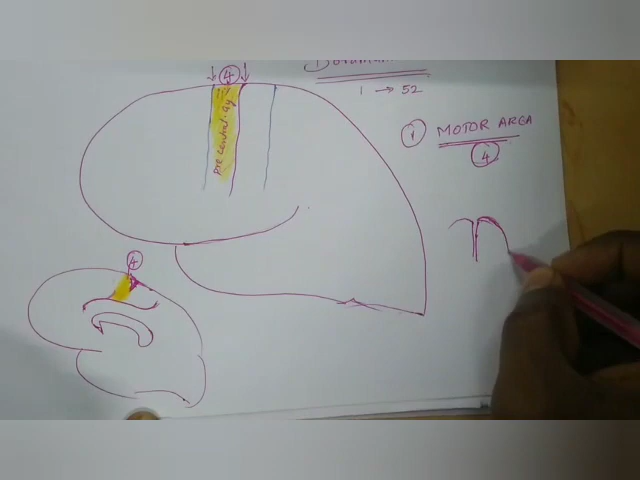 1 → 52
① MOTOR AREA
④
④
pre central.gy
④